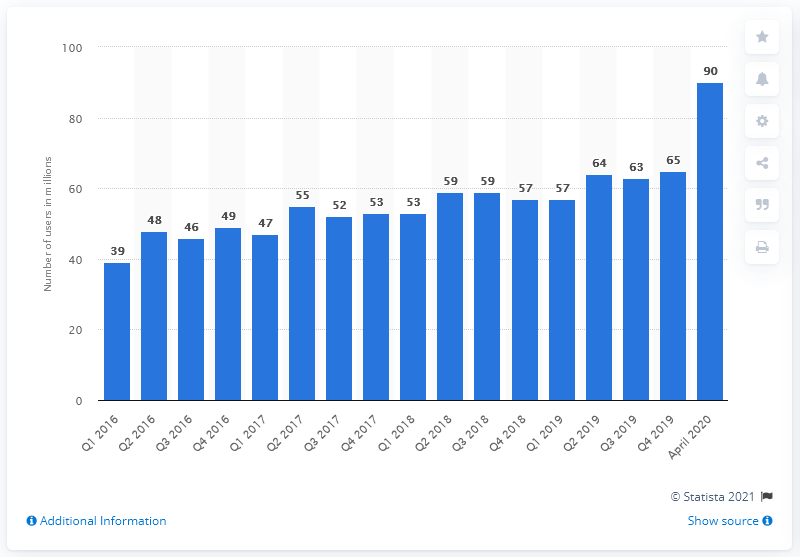 100
80
60
40
20
0
Number of users in millions
39
48
46
49
47
55
52
53
53
59
59
57
57
64
63
65
90
Q1 2016
Q2 2016
Q3 2016
Q4 2016
Q1 2017
Q2 2017
Q3 2017
Q4 2017
Q1 2018
Q2 2018
Q3 2018
Q4 2018
Q1 2019
Q2 2019
Q3 2019
Q4 2019
April 2020
© Statista 2021
Additional Information
Show source